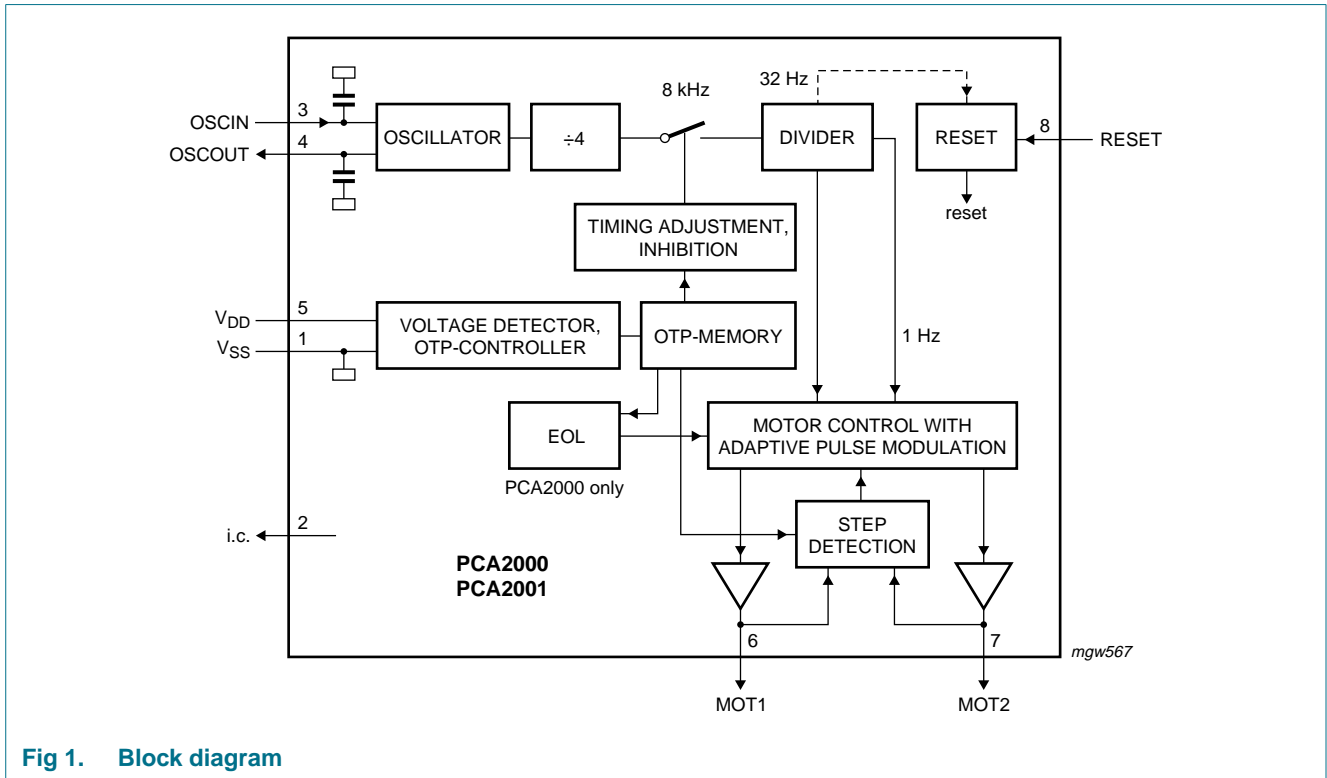 8 kHz
32 Hz
OSCIN
3
OSCOUT
4
OSCILLATOR
÷4
DIVIDER
RESET
8
RESET
reset
TIMING ADJUSTMENT,
INHIBITION
VDD
5
VSS
1
VOLTAGE DETECTOR,
OTP-CONTROLLER
OTP-MEMORY
1 Hz
EOL
PCA2000 only
MOTOR CONTROL WITH
ADAPTIVE PULSE MODULATION
i.c.
2
STEP
DETECTION
PCA2000
PCA2001
6
7
mgw567
MOT1
MOT2
Fig 1. Block diagram